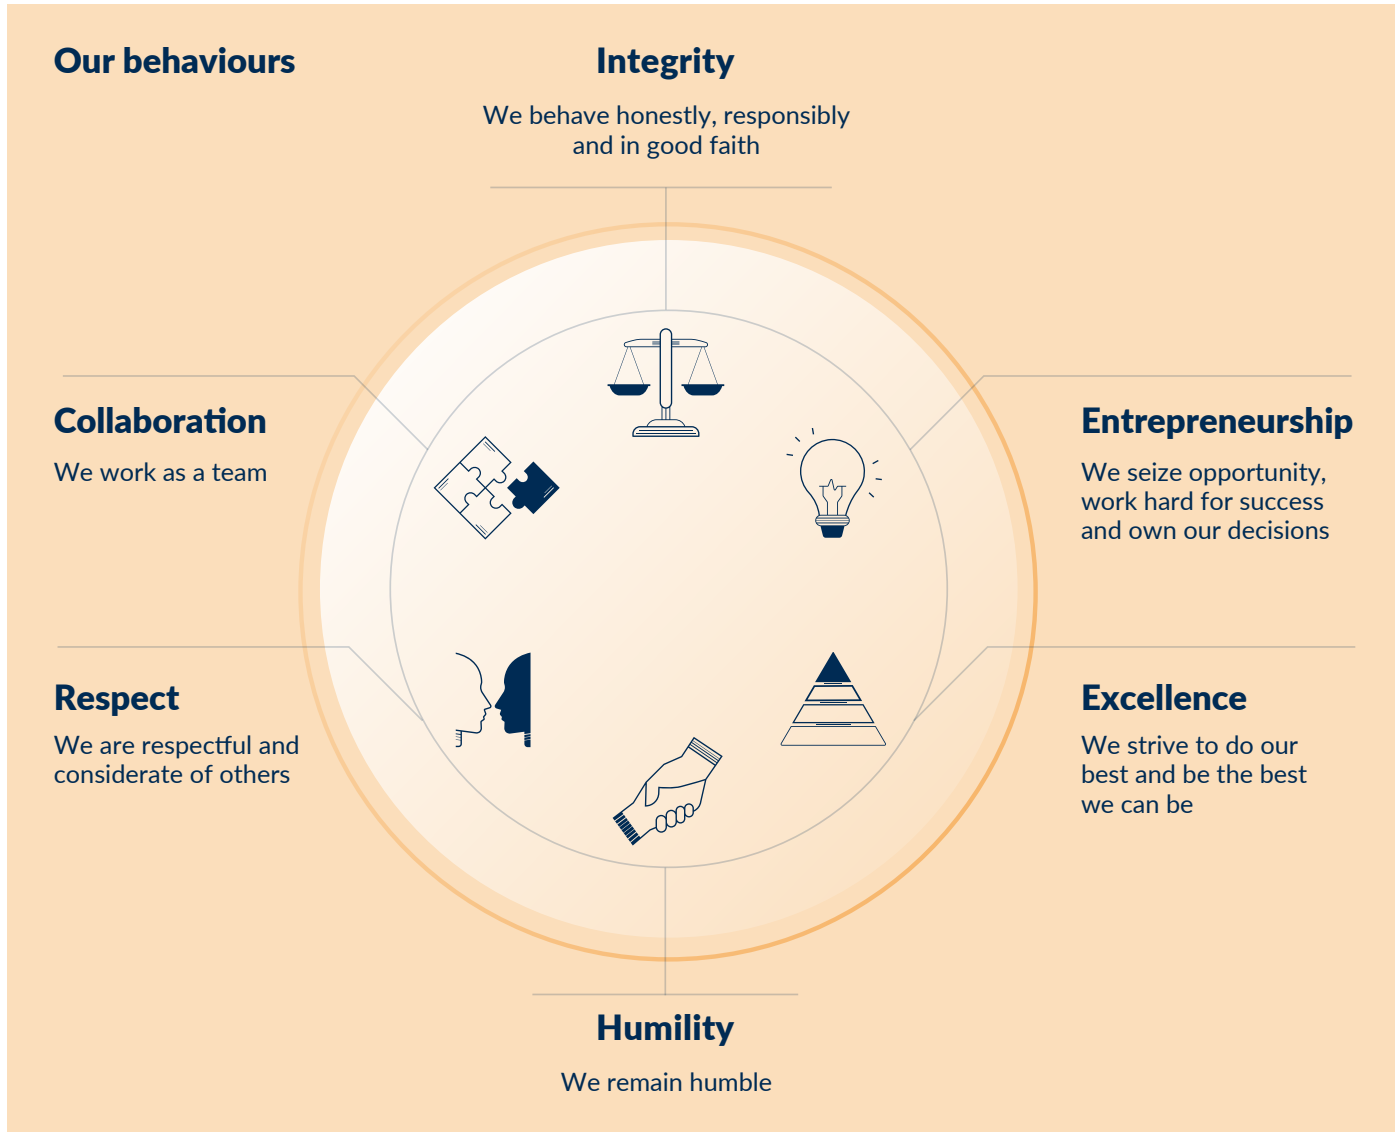 Our behaviours
Integrity
We behave honestly, responsibly
and in good faith
Collaboration
We work as a team
Entrepreneurship
We seize opportunity,
work hard for success
and own our decisions
Respect
We are respectful and
considerate of others
Excellence
We strive to do our
best and be the best
we can be
Humility
We remain humble